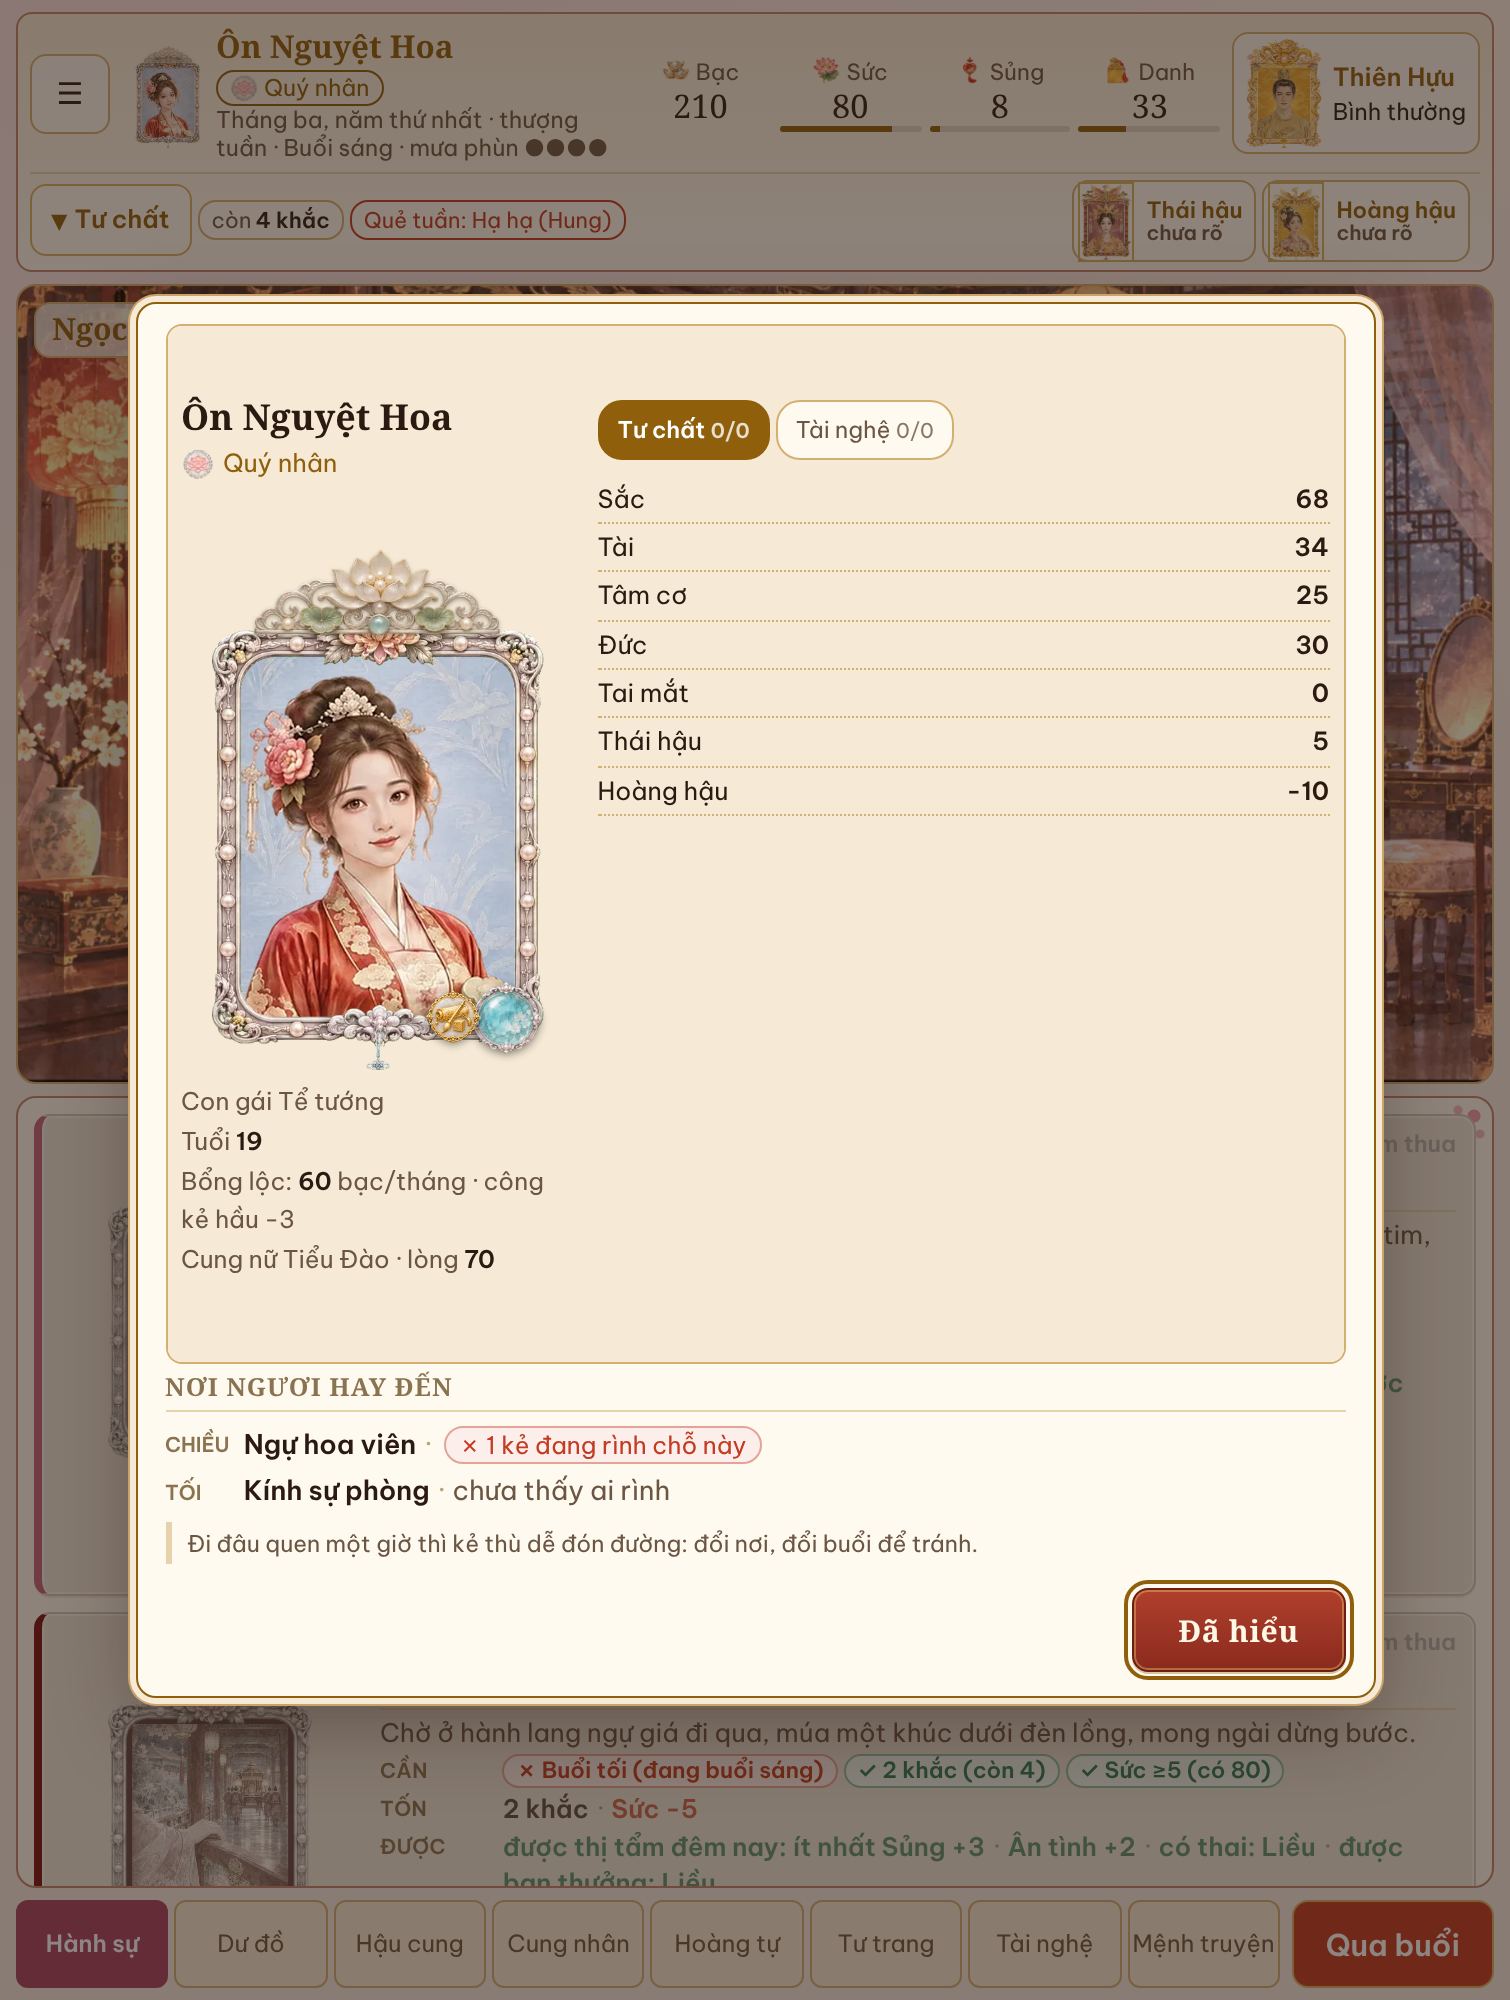 ☰
Ôn Nguyệt Hoa
Quý nhân
Tháng ba, năm thứ nhất · thượng
tuần · Buổi sáng · mưa phùn ●●●●
Bạc
210
Sức
80
Sủng
8
Danh
33
Thiên Hựu
Bình thường
▼ Tư chất
còn 4 khắc
Quẻ tuần: Hạ hạ (Hung)
Thái hậu
chưa rõ
Hoàng hậu
chưa rõ
Ngọc
Ôn Nguyệt Hoa
Quý nhân
Tư chất 0/0
Tài nghệ 0/0
Sắc 68
Tài 34
Tâm cơ 25
Đức 30
Tai mắt 0
Thái hậu 5
Hoàng hậu -10
Con gái Tể tướng
Tuổi 19
Bổng lộc: 60 bạc/tháng · công
kẻ hầu -3
Cung nữ Tiểu Đào · lòng 70
NƠI NGƯƠI HAY ĐẾN
CHIỀU Ngự hoa viên · × 1 kẻ đang rình chỗ này
TỐI Kính sự phòng · chưa thấy ai rình
Đi đâu quen một giờ thì kẻ thù dễ đón đường: đổi nơi, đổi buổi để tránh.
Đã hiểu
thua
tim,
thua
Chờ ở hành lang ngự giá đi qua, múa một khúc dưới đèn lồng, mong ngài dừng bước.
CẦN × Buổi tối (đang buổi sáng) ✓ 2 khắc (còn 4) ✓ Sức ≥5 (có 80)
TỐN 2 khắc · Sức -5
ĐƯỢC được thị tẩm đêm nay: ít nhất Sủng +3 · Ân tình +2 · có thai: Liều · được
ban thưởng: Liều
Hành sự
Dư đồ
Hậu cung
Cung nhân
Hoàng tự
Tư trang
Tài nghệ
Mệnh truyện
Qua buổi